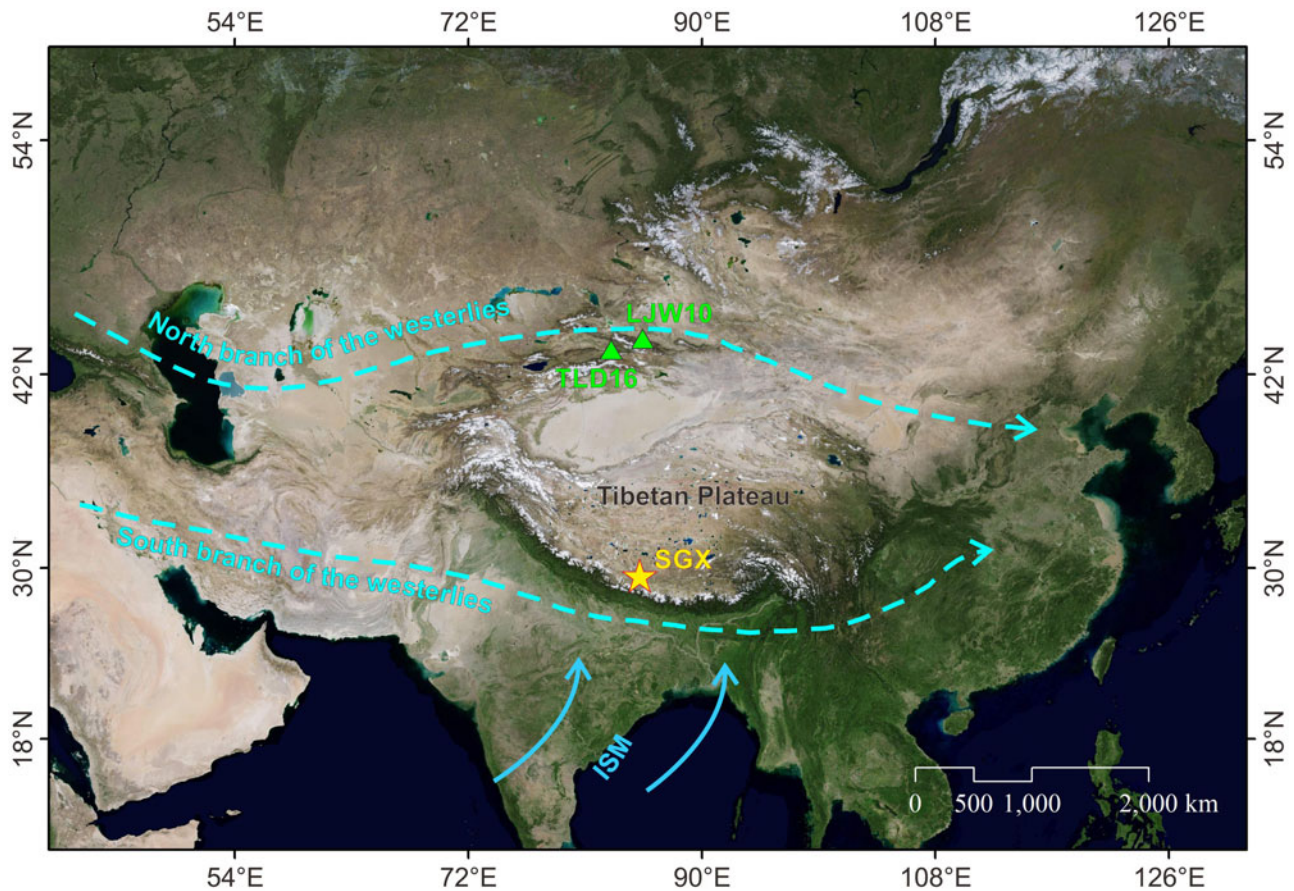 54°E 72°E 90°E 108°E 126°E
54°N 54°N
LJW10
North branch of the westerlies
TLD16
42°N 42°N
Tibetan Plateau
South branch of the westerlies
SGX
30°N 30°N
ISM
18°N 18°N
0 500 1,000 2,000 km
54°E 72°E 90°E 108°E 126°E